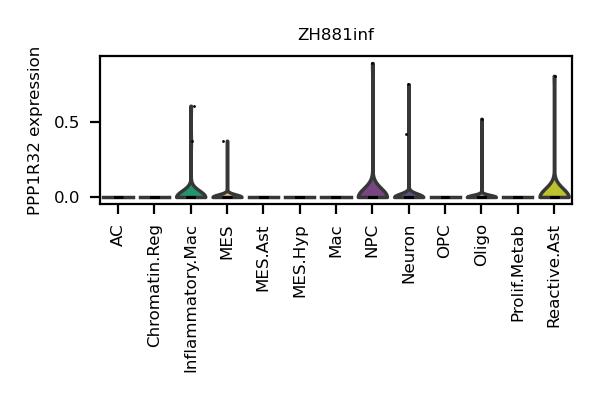 ZH881inf
PPP1R32 expression
0.5
0.0
AC
Chromatin.Reg
Inflammatory.Mac
MES
MES.Ast
MES.Hyp
Mac
NPC
Neuron
OPC
Oligo
Prolif.Metab
Reactive.Ast